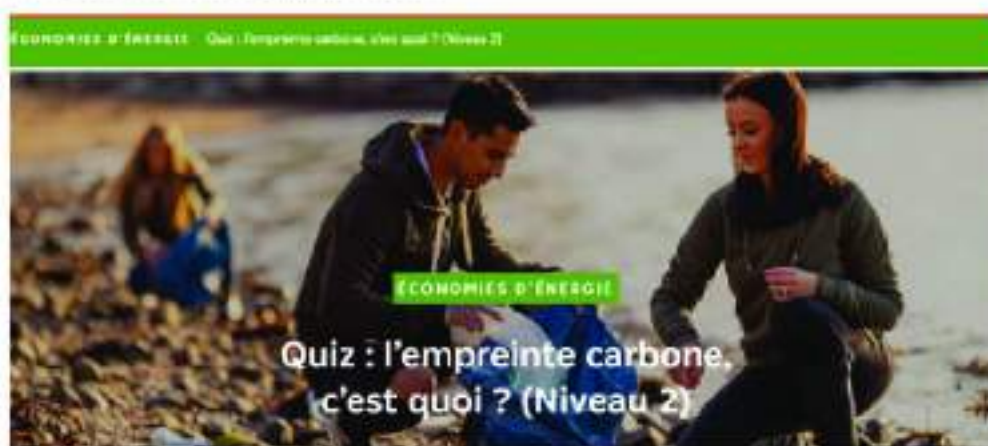 ÉCONOMIES D'ÉNERGIE Quiz : l'empreinte carbone, c'est quoi ? (Niveau 2)
ÉCONOMIES D'ÉNERGIE
Quiz : l'empreinte carbone,
c'est quoi ? (Niveau 2)